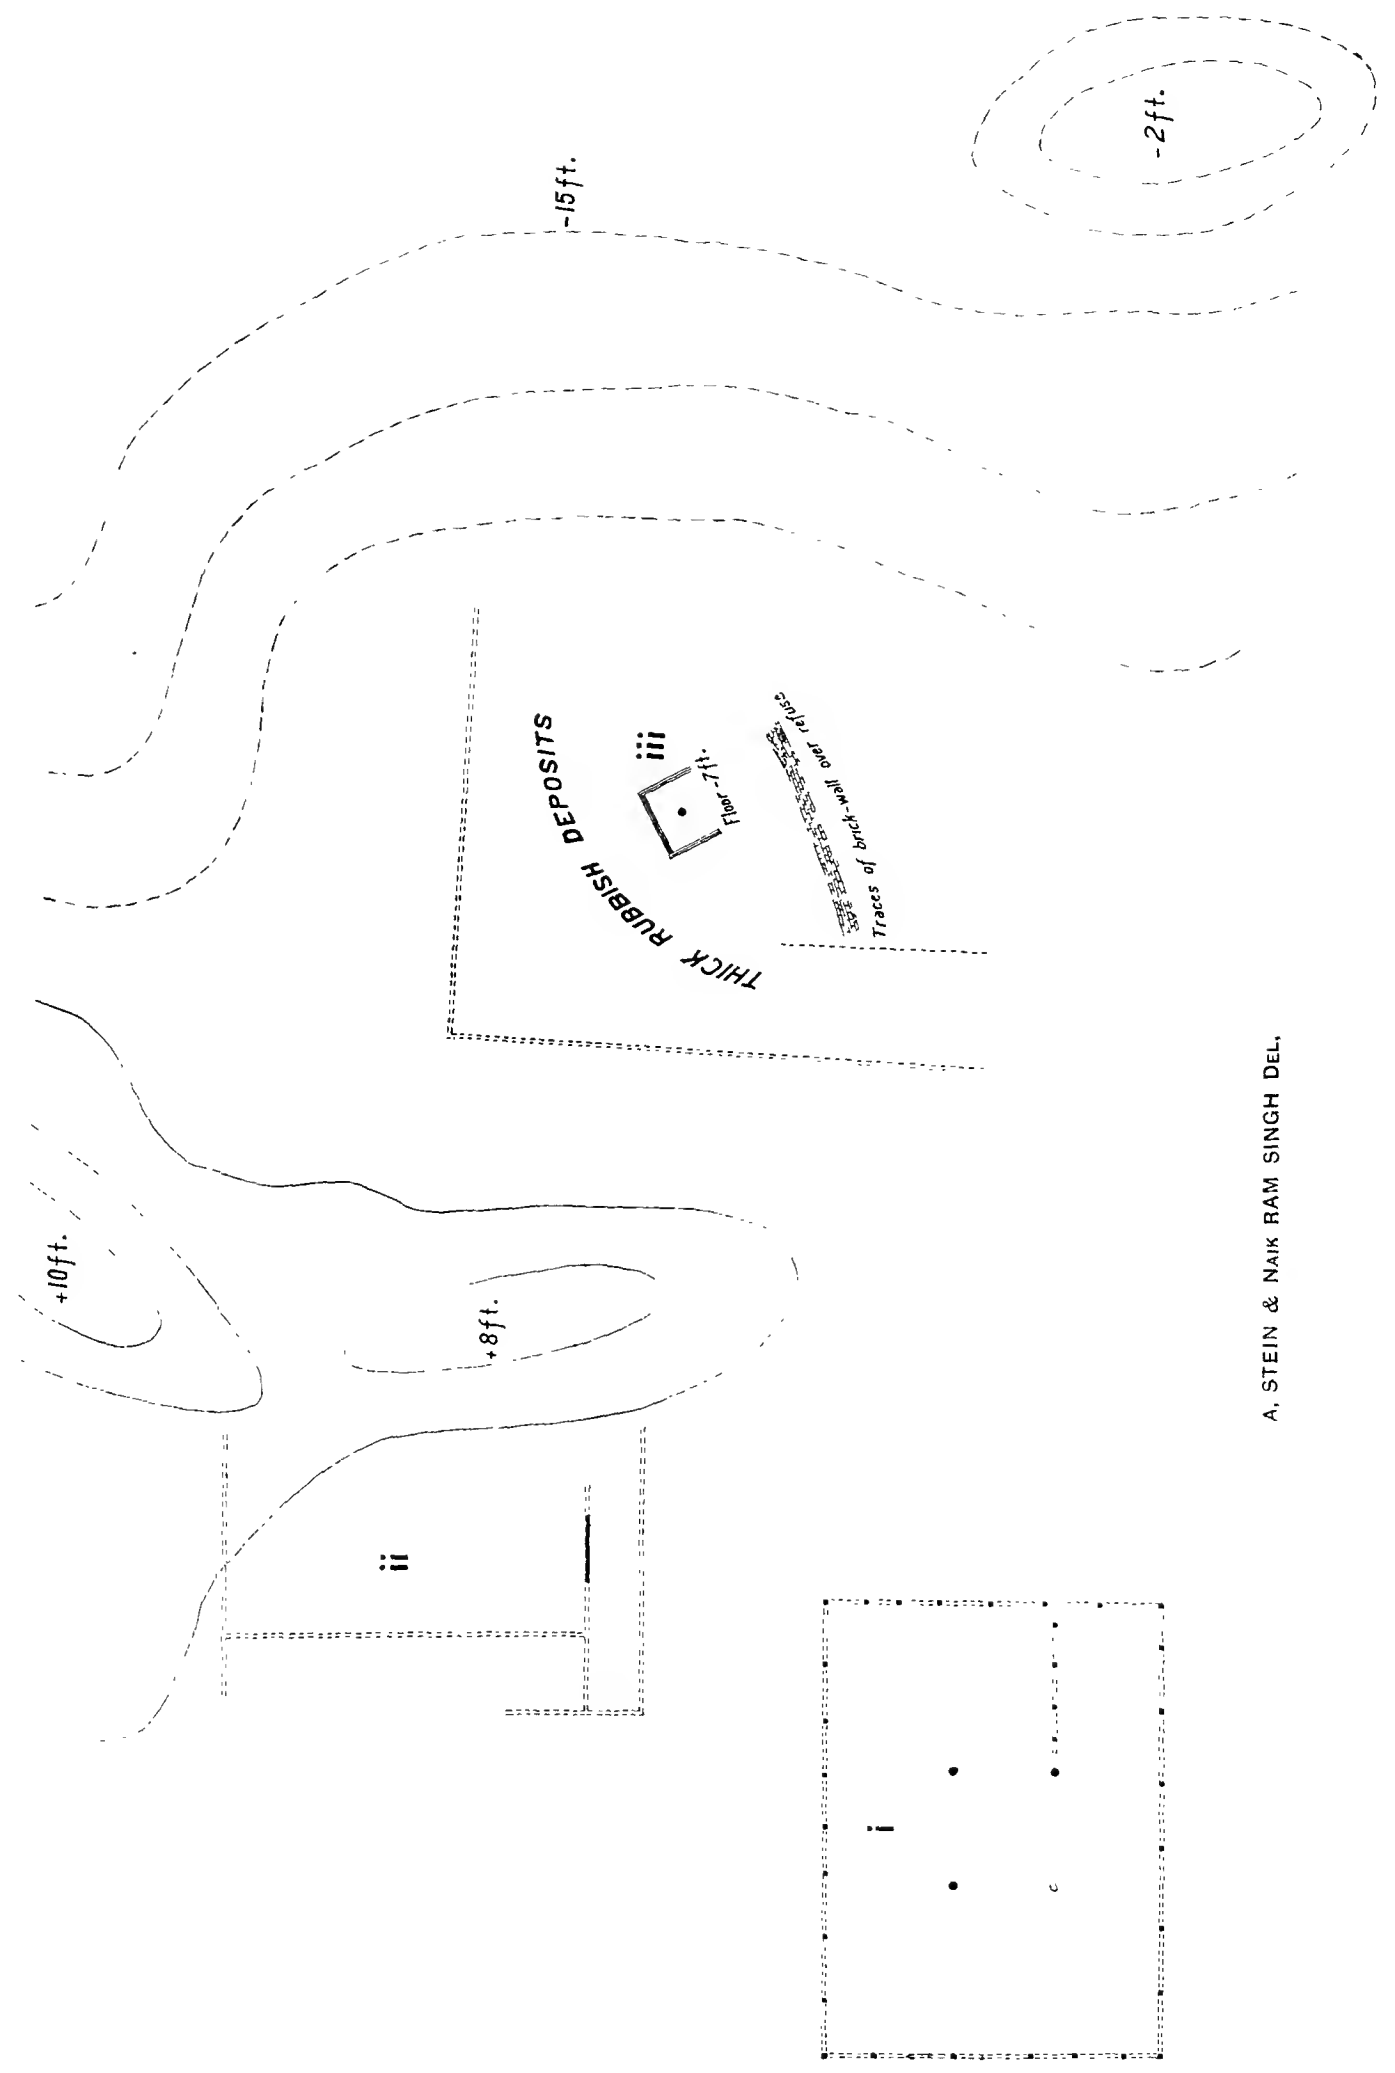 -2ft.
-15ft.
iii
Floor -7ft.
THICK RUBBISH DEPOSITS
Traces of brick-wall over refuse
+10ft.
+8ft.
ii
i
A. STEIN & NAIK RAM SINGH DEL.